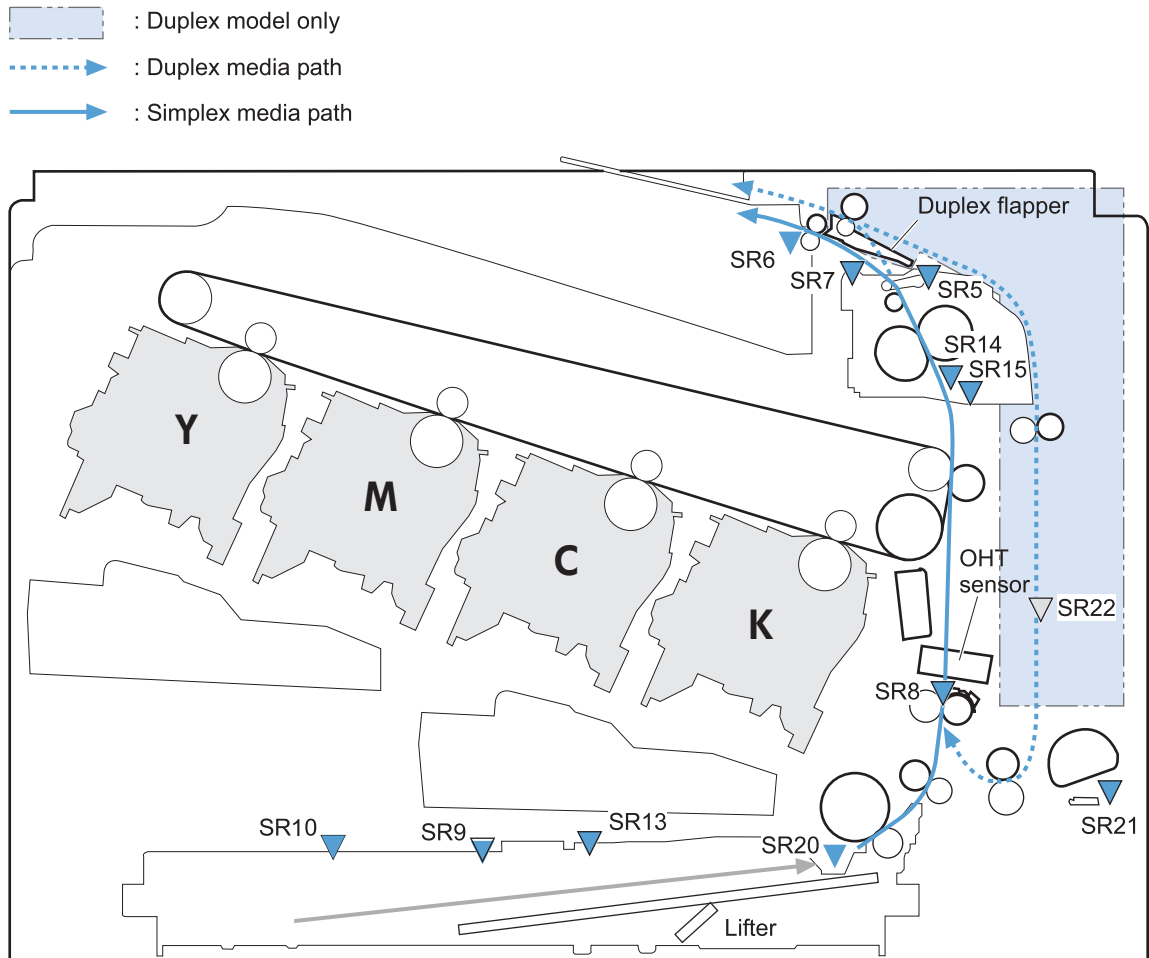 : Duplex model only
: Duplex media path
: Simplex media path
Duplex flapper
SR6
SR7
SR5
SR14
SR15
Y
M
C
K
OHT
sensor
SR22
SR8
SR10
SR9
SR13
SR20
SR21
Lifter